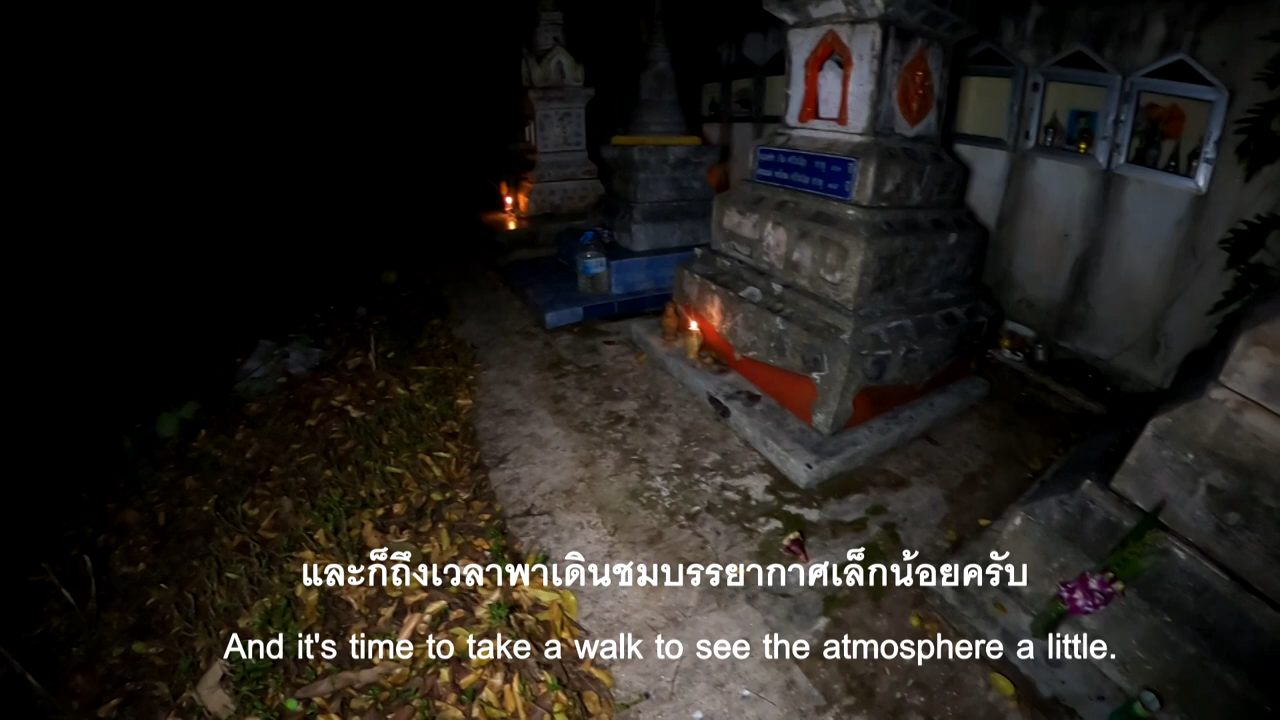 และก็ถึงเวลาพาเดินชมบรรยากาศเล็กน้อยครับ
And it's time to take a walk to see the atmosphere a little.